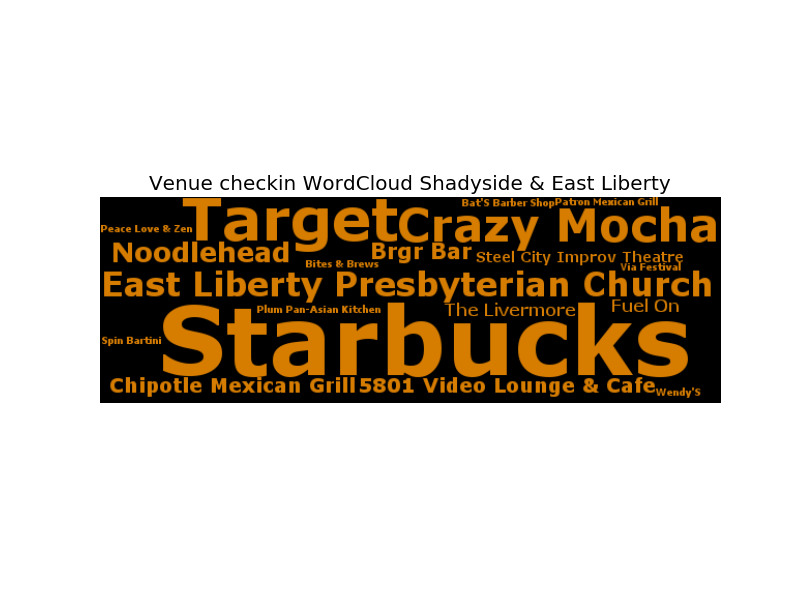 Venue checkin WordCloud Shadyside & East Liberty
Bat'S Barber Shop
Patron Mexican Grill
Target
Crazy Mocha
Peace Love & Zen
Noodlehead
Brgr Bar
Steel City Improv Theatre
Bites & Brews
Via Festival
East Liberty Presbyterian Church
Plum Pan-Asian Kitchen
The Livermore
Fuel On
Spin Bartini
Starbucks
Chipotle Mexican Grill
5801 Video Lounge & Cafe
Wendy'S